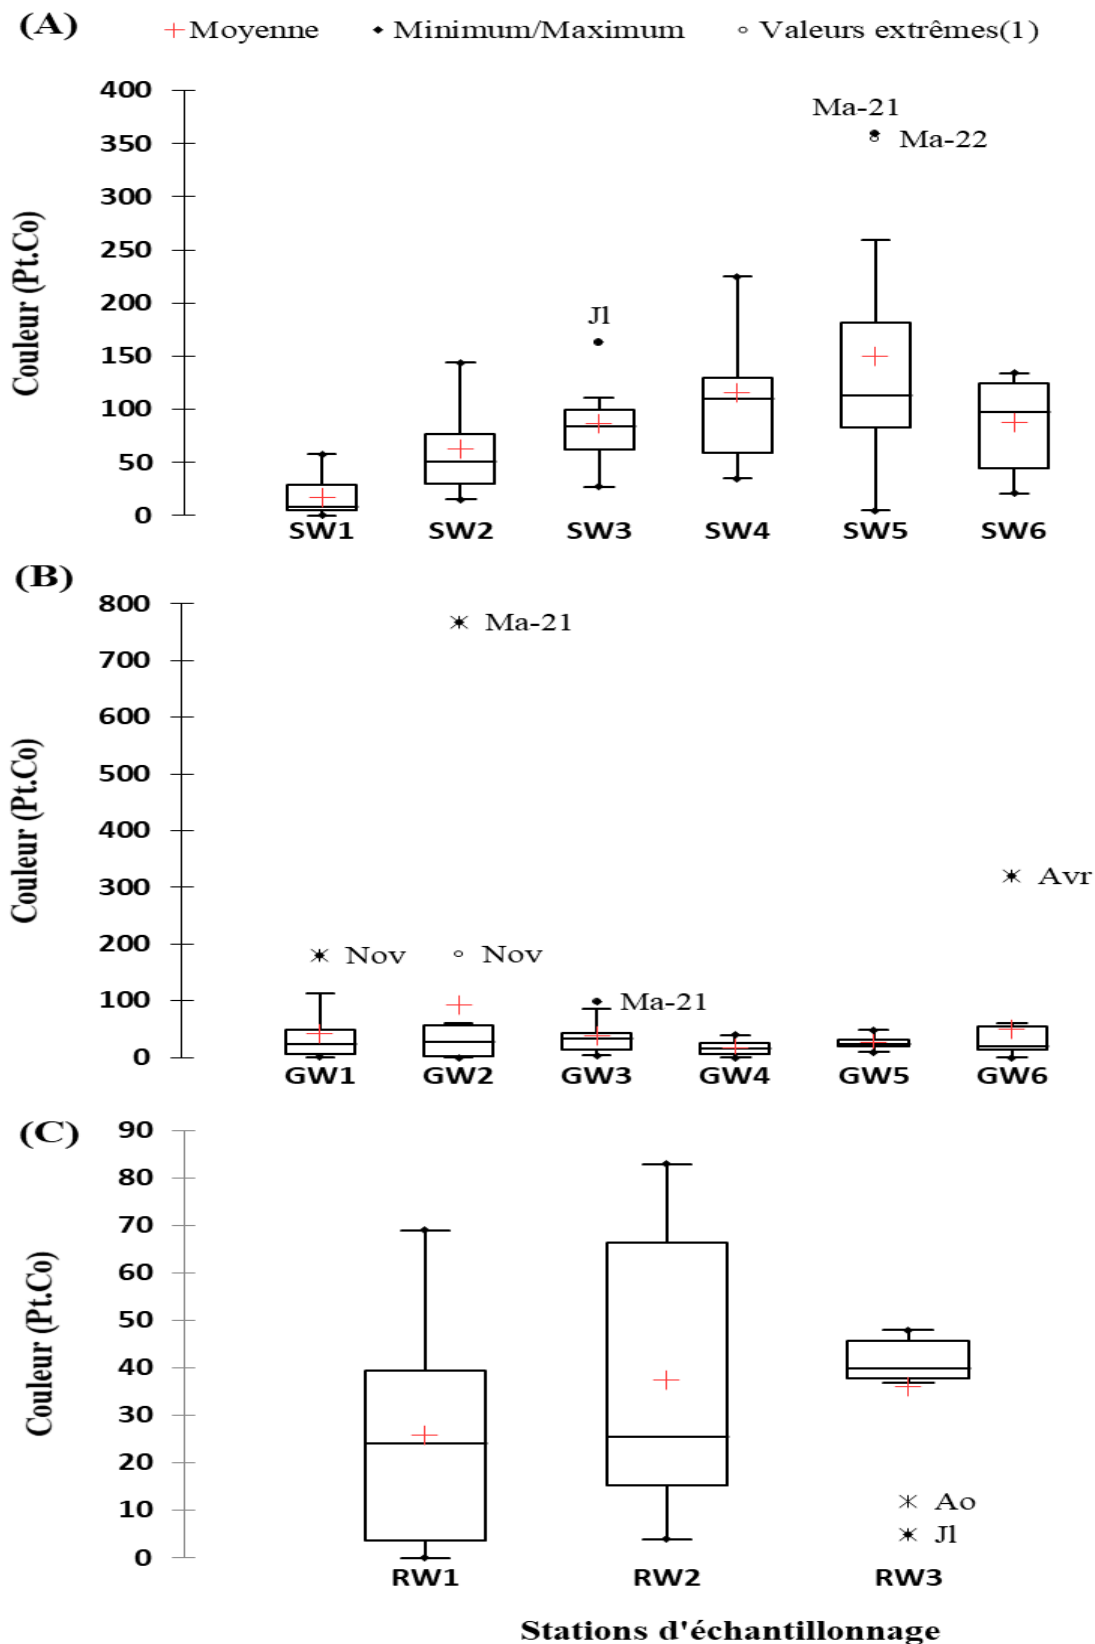 (A)
Moyenne Minimum/Maximum Valeurs extrêmes(1)
Couleur (Pt.Co)
400
350
300
250
200
150
100
50
0
Ma-21
Ma-22
Jl
SW1 SW2 SW3 SW4 SW5 SW6
(B)
Couleur (Pt.Co)
800
700
600
500
400
300
200
100
0
Ma-21
Avr
Nov Nov
Ma-21
GW1 GW2 GW3 GW4 GW5 GW6
(C)
Couleur (Pt.Co)
90
80
70
60
50
40
30
20
10
0
Ao
Jl
RW1 RW2 RW3
Stations d'échantillonnage